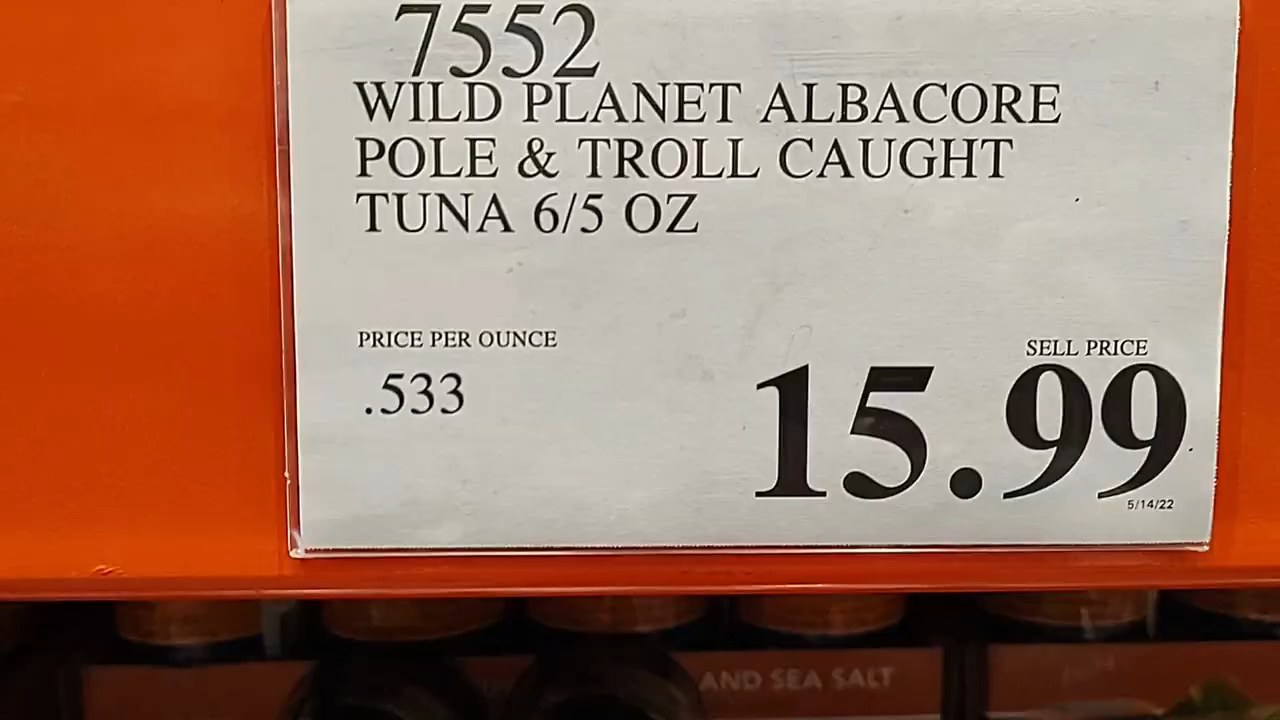 7552
WILD PLANET ALBACORE
POLE & TROLL CAUGHT
TUNA 6/5 OZ
PRICE PER OUNCE
.533
SELL PRICE
15.99
5/14/22
AND SEA SALT